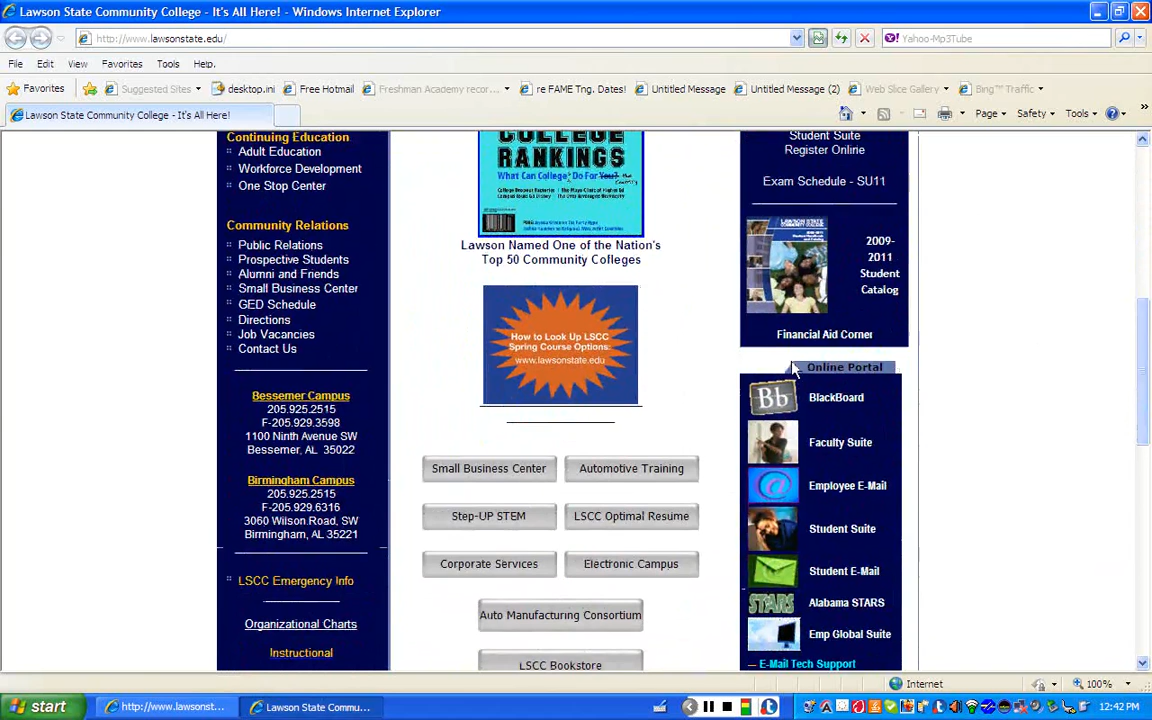 Lawson State Community College - It's All Here! - Windows Internet Explorer
http://www.lawsonstate.edu/
Yahoo-Mp3Tube
File Edit View Favorites Tools Help
Favorites Suggested Sites desktop.ini Free Hotmail Freshman Academy recor... re FAME Tng. Dates! Untitled Message Untitled Message (2) Web Slice Gallery Bing™ Traffic
Lawson State Community College - It's All Here!
Page Safety Tools
Continuing Education
Adult Education
Workforce Development
One Stop Center
Community Relations
Public Relations
Prospective Students
Alumni and Friends
Small Business Center
GED Schedule
Directions
Job Vacancies
Contact Us
Bessemer Campus
205.925.2515
F-205.929.3598
1100 Ninth Avenue SW
Bessemer, AL 35022
Birmingham Campus
205.925.2515
F-205.929.6316
3060 Wilson Road, SW
Birmingham, AL 35221
LSCC Emergency Info
Organizational Charts
Instructional
COLLEGE
RANKINGS
What Can College Do For You? the Country
Lawson Named One of the Nation's
Top 50 Community Colleges
How to Look Up LSCC
Spring Course Options:
www.lawsonstate.edu
Small Business Center Automotive Training
Step-UP STEM LSCC Optimal Resume
Corporate Services Electronic Campus
Auto Manufacturing Consortium
LSCC Bookstore
Student Suite
Register Online
Exam Schedule - SU11
LAWSON STATE
COMMUNITY COLLEGE
2009-
2011
Student
Catalog
Financial Aid Corner
Online Portal
Bb BlackBoard
Faculty Suite
@ Employee E-Mail
Student Suite
Student E-Mail
STARS Alabama STARS
Emp Global Suite
E-Mail Tech Support
Internet 100%
start http://www.lawsonst... Lawson State Commu... 12:42 PM